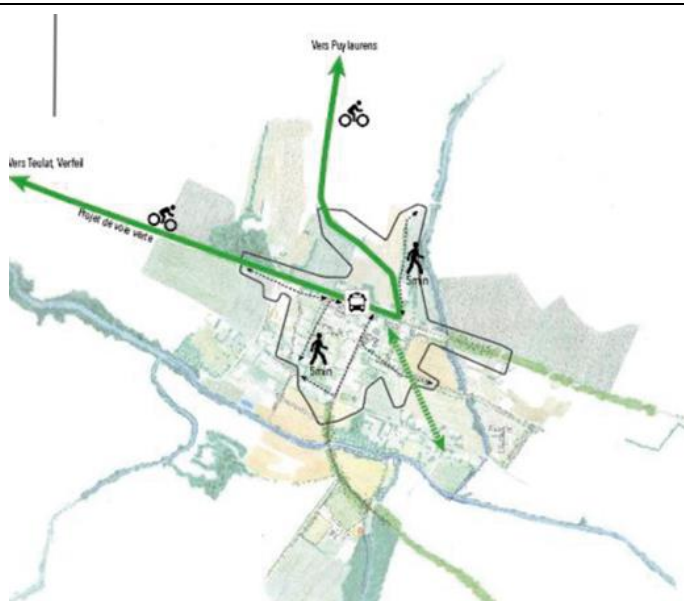 Vers Puylaurens
Vers Teulat, Verfeil
Projet de voie verte
5min
5min